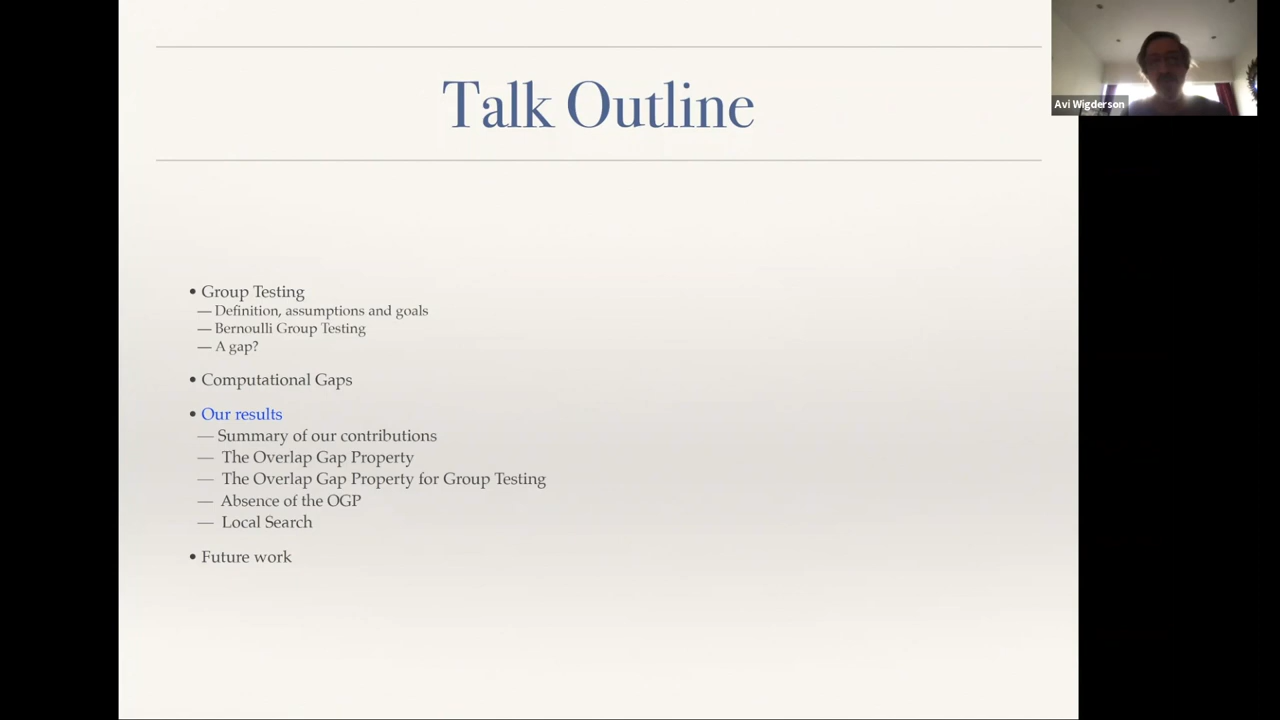 Talk Outline
Avi Wigderson
• Group Testing
— Definition, assumptions and goals
— Bernoulli Group Testing
— A gap?
• Computational Gaps
• Our results
— Summary of our contributions
— The Overlap Gap Property
— The Overlap Gap Property for Group Testing
— Absence of the OGP
— Local Search
• Future work